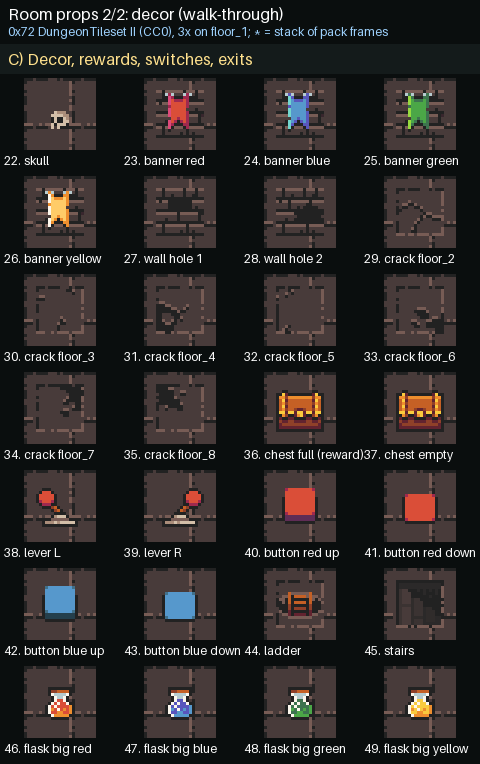 Room props 2/2: decor (walk-through)
0x72 DungeonTileset II (CC0), 3x on floor_1; * = stack of pack frames
C) Decor, rewards, switches, exits
22. skull
23. banner red
24. banner blue
25. banner green
26. banner yellow
27. wall hole 1
28. wall hole 2
29. crack floor_2
30. crack floor_3
31. crack floor_4
32. crack floor_5
33. crack floor_6
34. crack floor_7
35. crack floor_8
36. chest full (reward)
37. chest empty
38. lever L
39. lever R
40. button red up
41. button red down
42. button blue up
43. button blue down
44. ladder
45. stairs
46. flask big red
47. flask big blue
48. flask big green
49. flask big yellow